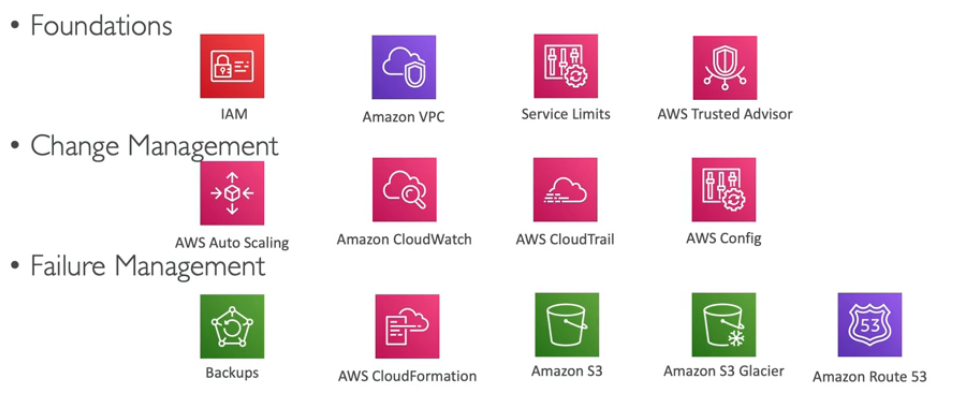 • Foundations
IAM
Amazon VPC
Service Limits
AWS Trusted Advisor
• Change Management
AWS Auto Scaling
Amazon CloudWatch
AWS CloudTrail
AWS Config
• Failure Management
Backups
AWS CloudFormation
Amazon S3
Amazon S3 Glacier
53
Amazon Route 53